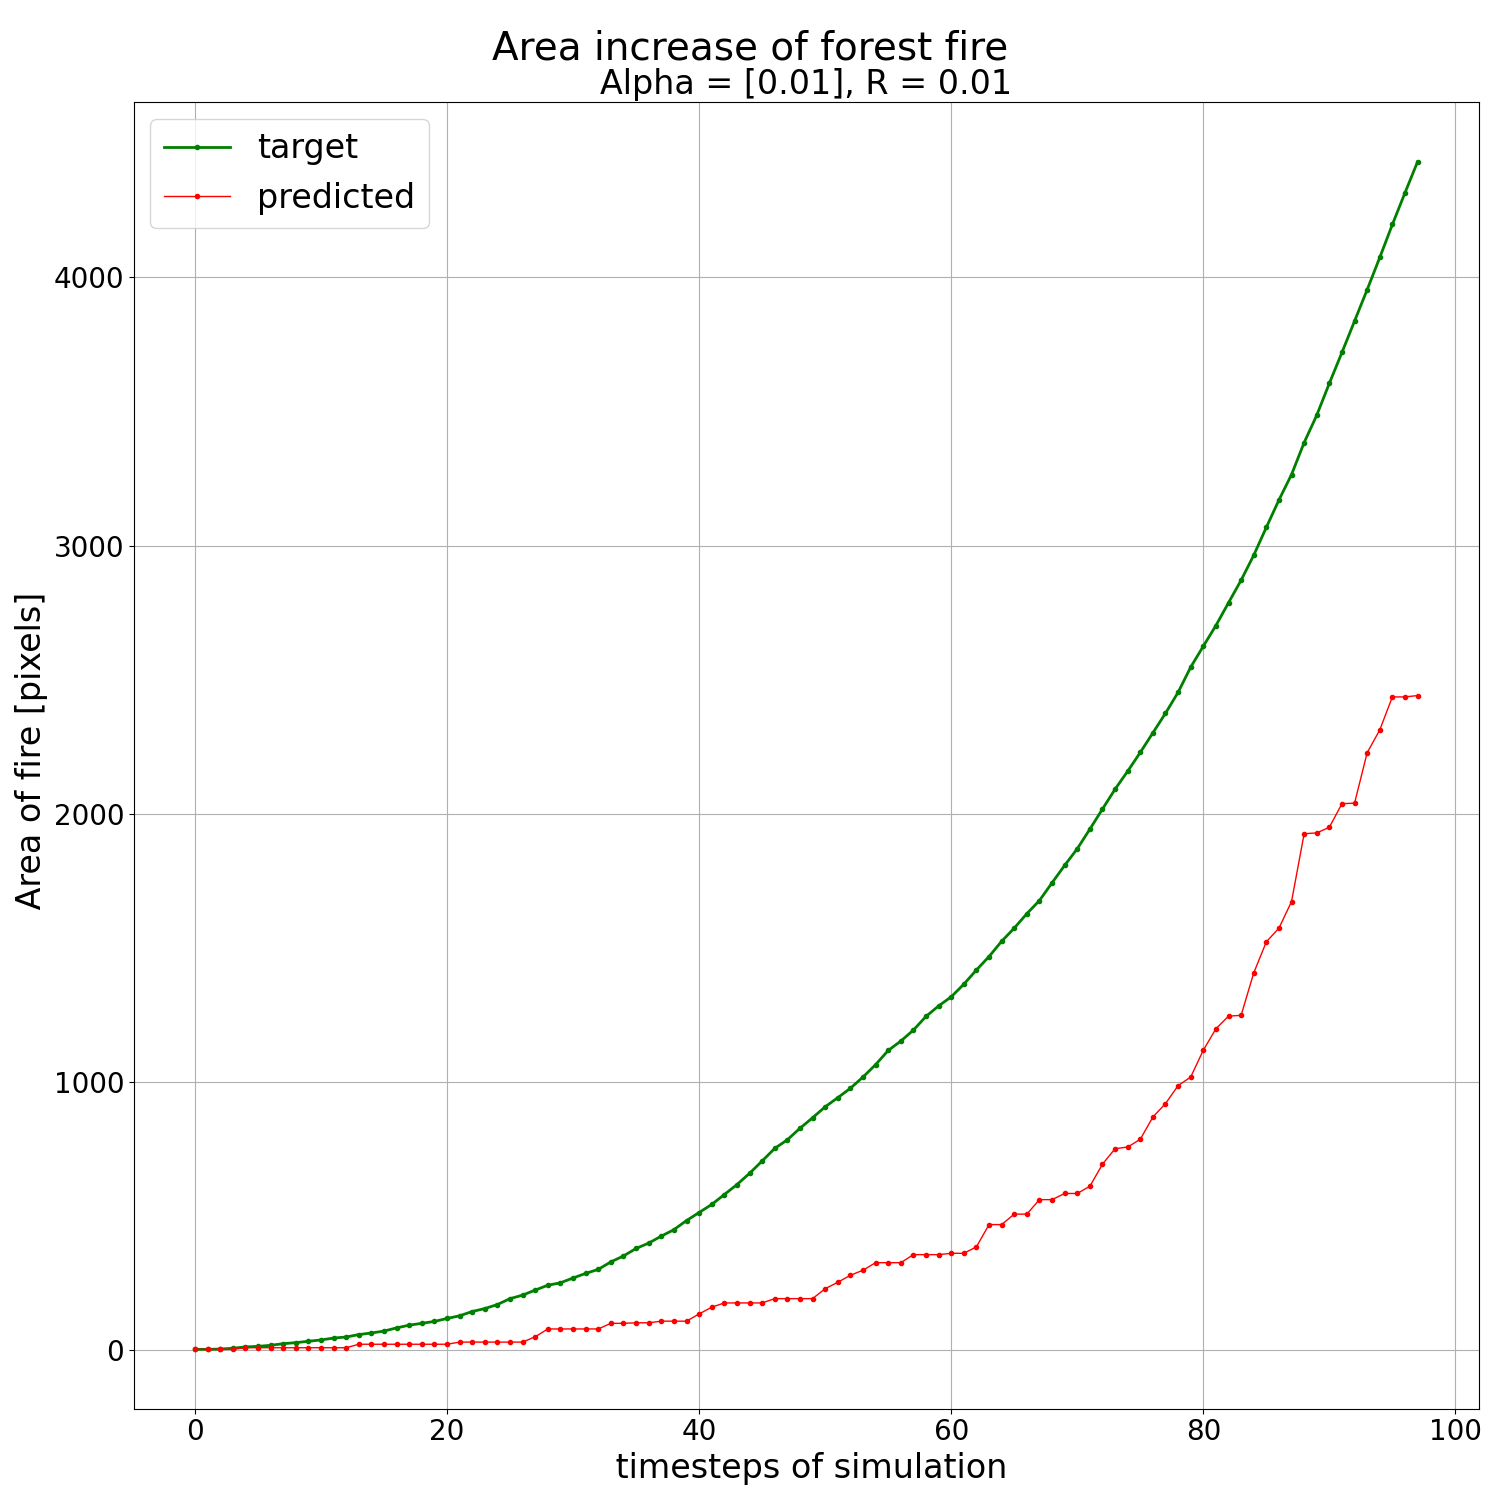 Area increase of forest fire
Alpha = [0.01], R = 0.01
target
predicted
Area of fire [pixels]
4000
3000
2000
1000
0
0 20 40 60 80 100
timesteps of simulation